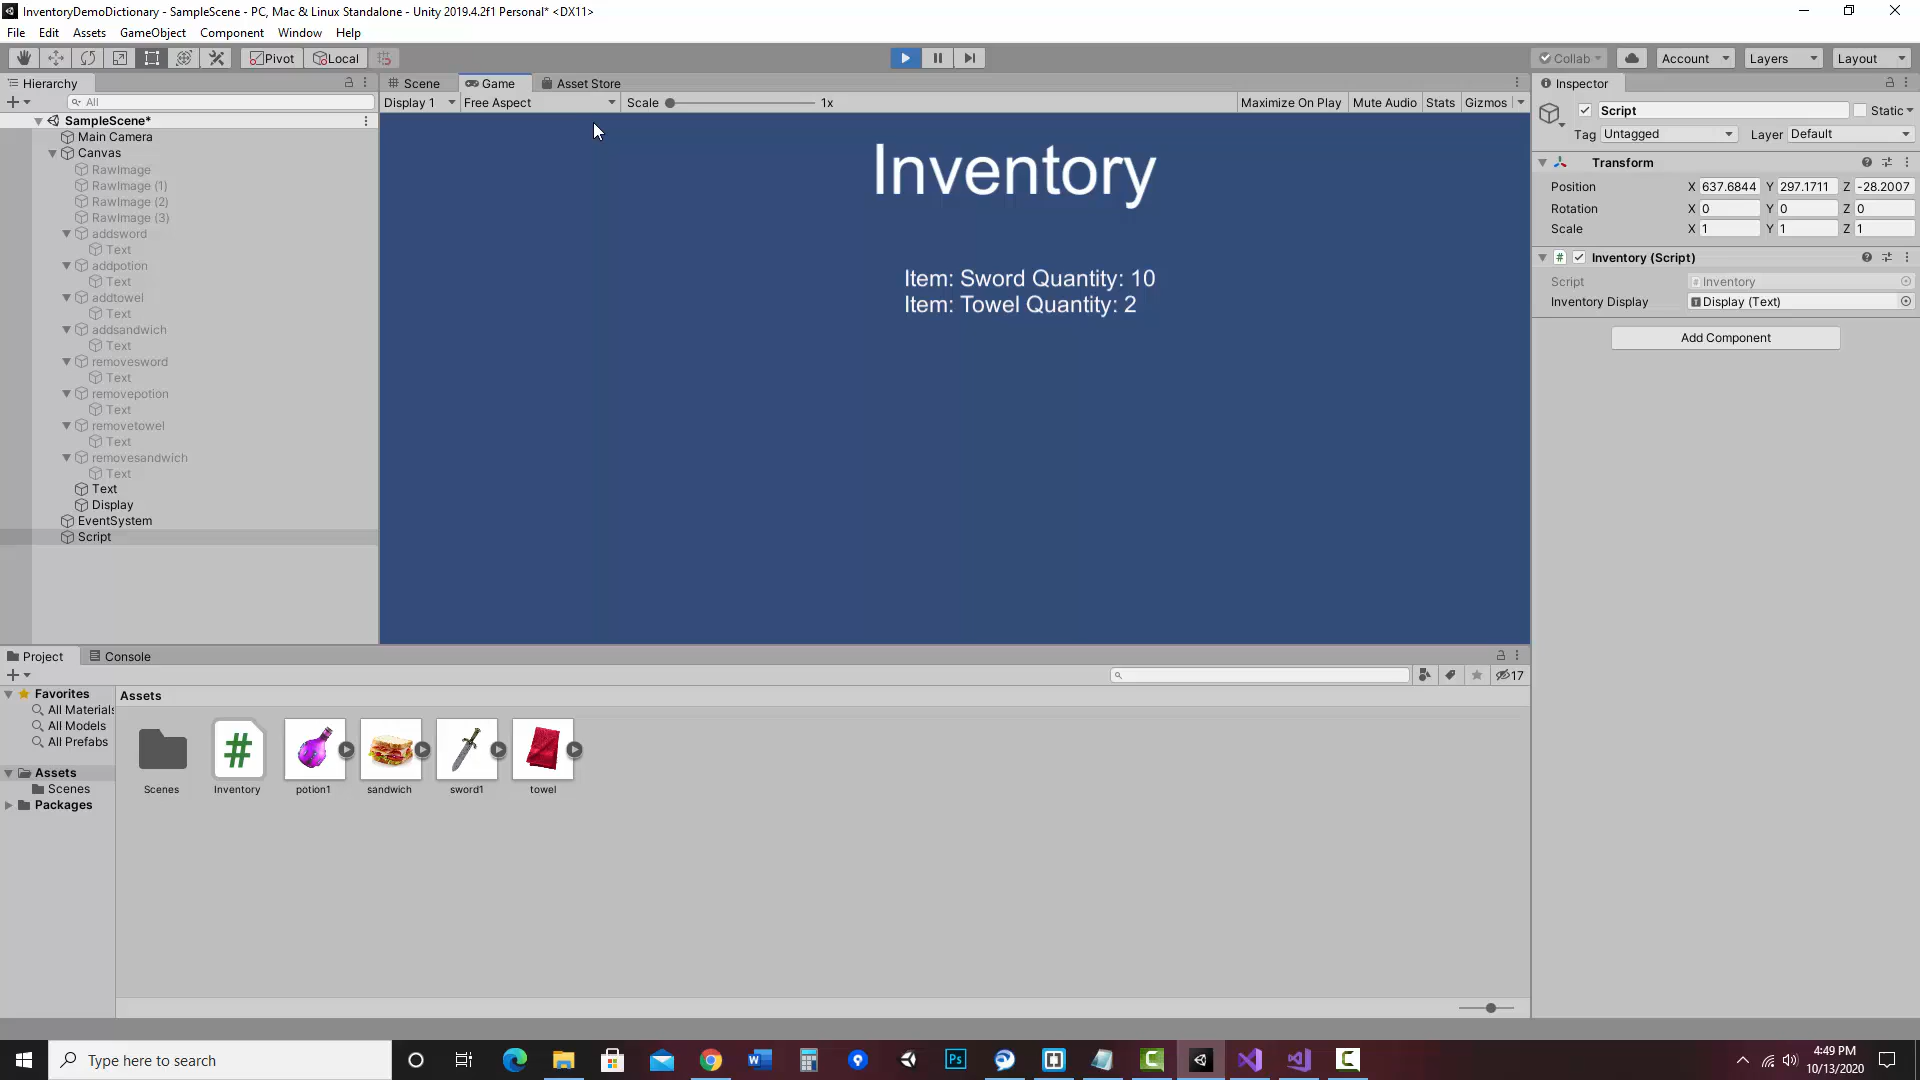 InventoryDemoDictionary - SampleScene - PC, Mac & Linux Standalone - Unity 2019.4.2f1 Personal* <DX11>
File Edit Assets GameObject Component Window Help
Pivot Local Collab Account Layers Layout
Hierarchy
All
SampleScene*
Main Camera
Canvas
RawImage
RawImage (1)
RawImage (2)
RawImage (3)
addsword
Text
addpotion
Text
addtowel
Text
addsandwich
Text
removesword
Text
removepotion
Text
removetowel
Text
removesandwich
Text
Text
Display
EventSystem
Script
Scene Game Asset Store
Display 1 Free Aspect Scale 1x Maximize On Play Mute Audio Stats Gizmos
Inventory
Item: Sword Quantity: 10
Item: Towel Quantity: 2
Inspector
Script Static
Tag Untagged Layer Default
Transform
Position X 637.6844 Y 297.1711 Z -28.2007
Rotation X 0 Y 0 Z 0
Scale X 1 Y 1 Z 1
# Inventory (Script)
Script # Inventory
Inventory Display Display (Text)
Add Component
Project Console
17
Favorites
All Materials
All Models
All Prefabs
Assets
Scenes
Packages
Assets
#
Scenes Inventory potion1 sandwich sword1 towel
Type here to search
4:49 PM
10/13/2020